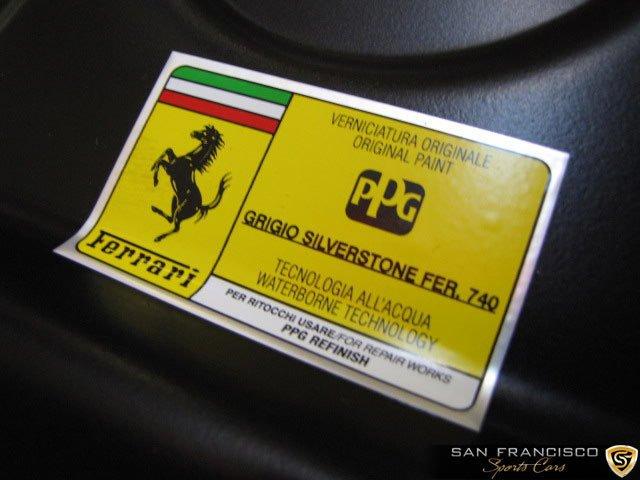 VERNICIATURA ORIGINALE
ORIGINAL PAINT
PPG
GRIGIO SILVERSTONE FER. 740
TECNOLOGIA ALL'ACQUA
WATERBORNE TECHNOLOGY
Ferrari
PER RITOCCHI USARE/FOR REPAIR WORKS
PPG REFINISH
SAN FRANCISCO
Sports Cars
SF